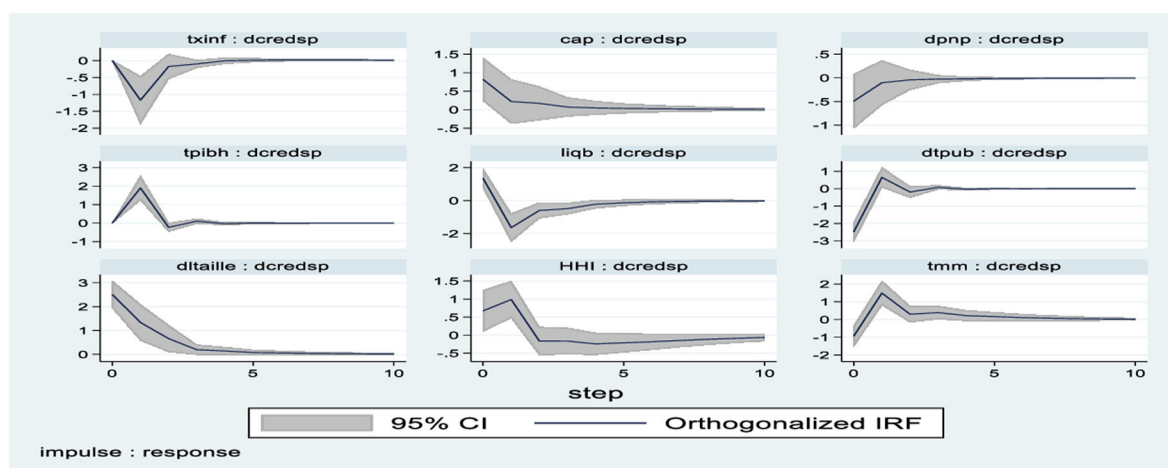 txinf : dcredsp
cap : dcredsp
dpnp : dcredsp
0
-.5
-1
-1.5
-2
1.5
1
.5
0
-.5
.5
0
-.5
-1
tpibh : dcredsp
liqb : dcredsp
dtpub : dcredsp
3
2
1
0
-1
2
0
-2
1
0
-1
-2
-3
dltaille : dcredsp
HHI : dcredsp
tmm : dcredsp
3
2
1
0
1.5
1
.5
0
-.5
2
1
0
-1
-2
0 5 10
0 5 10
0 5 10
step
95% CI Orthogonalized IRF
impulse : response